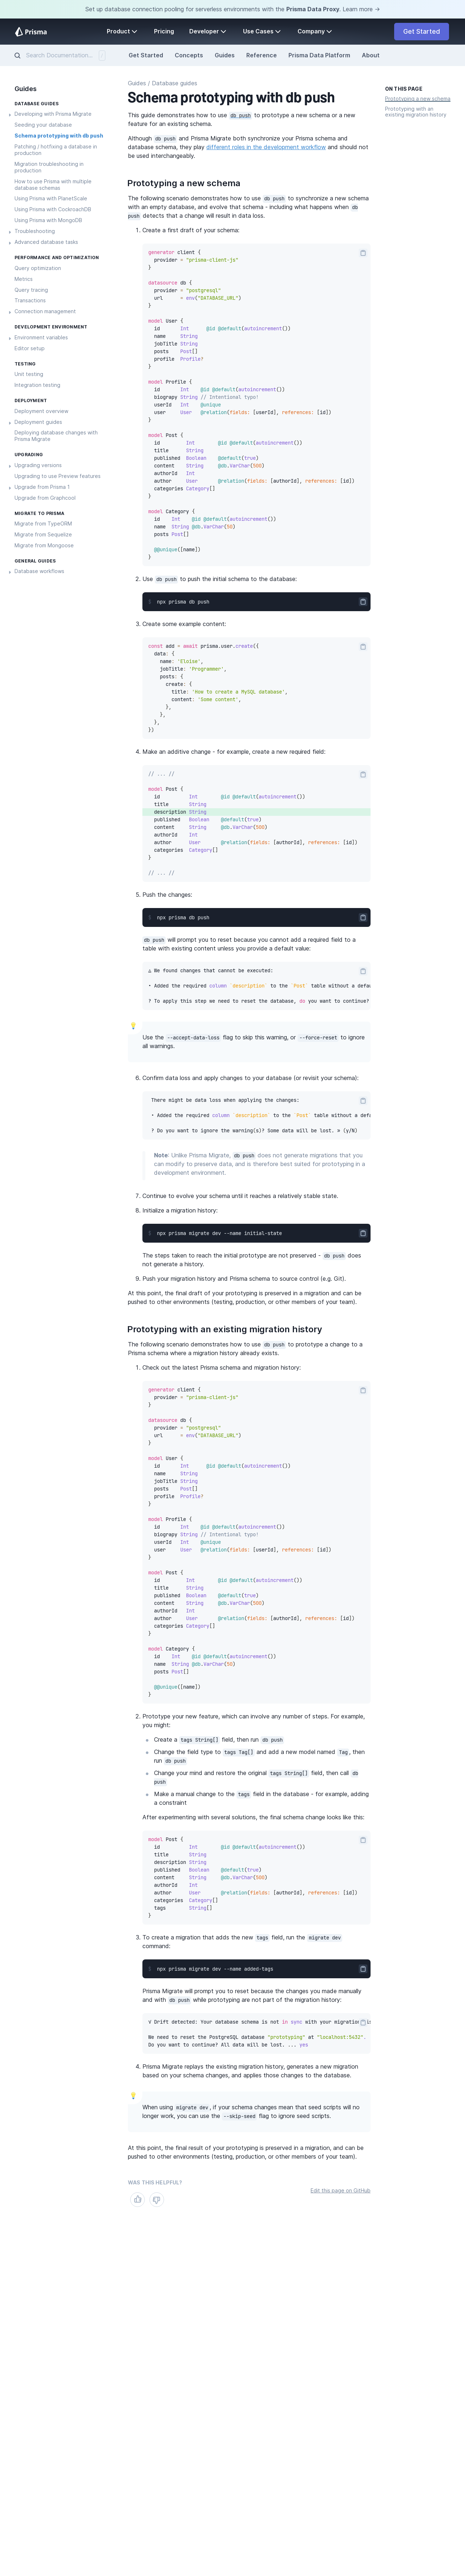 Set up database connection pooling for serverless environments with the Prisma Data Proxy. Learn more →
Prisma
Product
Pricing
Developer
Use Cases
Company
Get Started
Search Documentation... /
Get Started
Concepts
Guides
Reference
Prisma Data Platform
About
Guides
DATABASE GUIDES
Developing with Prisma Migrate
Seeding your database
Schema prototyping with db push
Patching / hotfixing a database in
production
Migration troubleshooting in
production
How to use Prisma with multiple
database schemas
Using Prisma with PlanetScale
Using Prisma with CockroachDB
Using Prisma with MongoDB
Troubleshooting
Advanced database tasks
PERFORMANCE AND OPTIMIZATION
Query optimization
Metrics
Query tracing
Transactions
Connection management
DEVELOPMENT ENVIRONMENT
Environment variables
Editor setup
TESTING
Unit testing
Integration testing
DEPLOYMENT
Deployment overview
Deployment guides
Deploying database changes with
Prisma Migrate
UPGRADING
Upgrading versions
Upgrading to use Preview features
Upgrade from Prisma 1
Upgrade from Graphcool
MIGRATE TO PRISMA
Migrate from TypeORM
Migrate from Sequelize
Migrate from Mongoose
GENERAL GUIDES
Database workflows
Guides / Database guides
Schema prototyping with db push
This guide demonstrates how to use db push to prototype a new schema or a new
feature for an existing schema.
Although db push and Prisma Migrate both synchronize your Prisma schema and
database schema, they play different roles in the development workflow and should not
be used interchangeably.
Prototyping a new schema
The following scenario demonstrates how to use db push to synchronize a new schema
with an empty database, and evolve that schema - including what happens when db
push detects that a change will result in data loss.
1. Create a first draft of your schema:
generator client {
provider = "prisma-client-js"
}
datasource db {
provider = "postgresql"
url = env("DATABASE_URL")
}
model User {
id Int @id @default(autoincrement())
name String
jobTitle String
posts Post[]
profile Profile?
}
model Profile {
id Int @id @default(autoincrement())
biograpy String // Intentional typo!
userId Int @unique
user User @relation(fields: [userId], references: [id])
}
model Post {
id Int @id @default(autoincrement())
title String
published Boolean @default(true)
content String @db.VarChar(500)
authorId Int
author User @relation(fields: [authorId], references: [id])
categories Category[]
}
model Category {
id Int @id @default(autoincrement())
name String @db.VarChar(50)
posts Post[]
@@unique([name])
}
2. Use db push to push the initial schema to the database:
$ npx prisma db push
3. Create some example content:
const add = await prisma.user.create({
data: {
name: 'Eloise',
jobTitle: 'Programmer',
posts: {
create: {
title: 'How to create a MySQL database',
content: 'Some content',
},
},
},
})
4. Make an additive change - for example, create a new required field:
// ... //
model Post {
id Int @id @default(autoincrement())
title String
description String
published Boolean @default(true)
content String @db.VarChar(500)
authorId Int
author User @relation(fields: [authorId], references: [id])
categories Category[]
}
// ... //
5. Push the changes:
$ npx prisma db push
db push will prompt you to reset because you cannot add a required field to a
table with existing content unless you provide a default value:
⚠ We found changes that cannot be executed:
• Added the required column `description` to the `Post` table without a defau
? To apply this step we need to reset the database, do you want to continue?
Use the --accept-data-loss flag to skip this warning, or --force-reset to ignore
all warnings.
6. Confirm data loss and apply changes to your database (or revisit your schema):
There might be data loss when applying the changes:
• Added the required column `description` to the `Post` table without a defa
? Do you want to ignore the warning(s)? Some data will be lost. » (y/N)
Note: Unlike Prisma Migrate, db push does not generate migrations that you
can modify to preserve data, and is therefore best suited for prototyping in a
development environment.
7. Continue to evolve your schema until it reaches a relatively stable state.
8. Initialize a migration history:
$ npx prisma migrate dev --name initial-state
The steps taken to reach the initial prototype are not preserved - db push does
not generate a history.
9. Push your migration history and Prisma schema to source control (e.g. Git).
At this point, the final draft of your prototyping is preserved in a migration and can be
pushed to other environments (testing, production, or other members of your team).
Prototyping with an existing migration history
The following scenario demonstrates how to use db push to prototype a change to a
Prisma schema where a migration history already exists.
1. Check out the latest Prisma schema and migration history:
generator client {
provider = "prisma-client-js"
}
datasource db {
provider = "postgresql"
url = env("DATABASE_URL")
}
model User {
id Int @id @default(autoincrement())
name String
jobTitle String
posts Post[]
profile Profile?
}
model Profile {
id Int @id @default(autoincrement())
biograpy String // Intentional typo!
userId Int @unique
user User @relation(fields: [userId], references: [id])
}
model Post {
id Int @id @default(autoincrement())
title String
published Boolean @default(true)
content String @db.VarChar(500)
authorId Int
author User @relation(fields: [authorId], references: [id])
categories Category[]
}
model Category {
id Int @id @default(autoincrement())
name String @db.VarChar(50)
posts Post[]
@@unique([name])
}
2. Prototype your new feature, which can involve any number of steps. For example,
you might:
Create a tags String[] field, then run db push
Change the field type to tags Tag[] and add a new model named Tag, then
run db push
Change your mind and restore the original tags String[] field, then call db
push
Make a manual change to the tags field in the database - for example, adding
a constraint
After experimenting with several solutions, the final schema change looks like this:
model Post {
id Int @id @default(autoincrement())
title String
description String
published Boolean @default(true)
content String @db.VarChar(500)
authorId Int
author User @relation(fields: [authorId], references: [id])
categories Category[]
tags String[]
}
3. To create a migration that adds the new tags field, run the migrate dev
command:
$ npx prisma migrate dev --name added-tags
Prisma Migrate will prompt you to reset because the changes you made manually
and with db push while prototyping are not part of the migration history:
√ Drift detected: Your database schema is not in sync with your migration
We need to reset the PostgreSQL database "prototyping" at "localhost:5432".
Do you want to continue? All data will be lost. ... yes
4. Prisma Migrate replays the existing migration history, generates a new migration
based on your schema changes, and applies those changes to the database.
When using migrate dev, if your schema changes mean that seed scripts will no
longer work, you can use the --skip-seed flag to ignore seed scripts.
At this point, the final result of your prototyping is preserved in a migration, and can be
pushed to other environments (testing, production, or other members of your team).
WAS THIS HELPFUL?
Edit this page on GitHub
ON THIS PAGE
Prototyping a new schema
Prototyping with an
existing migration history